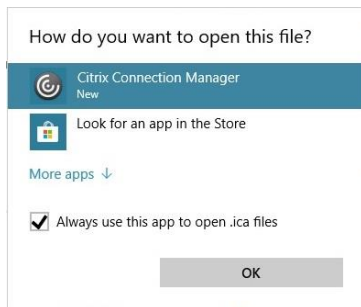 How do you want to open this file?
Citrix Connection Manager
New
Look for an app in the Store
More apps ↓
Always use this app to open .ica files
OK